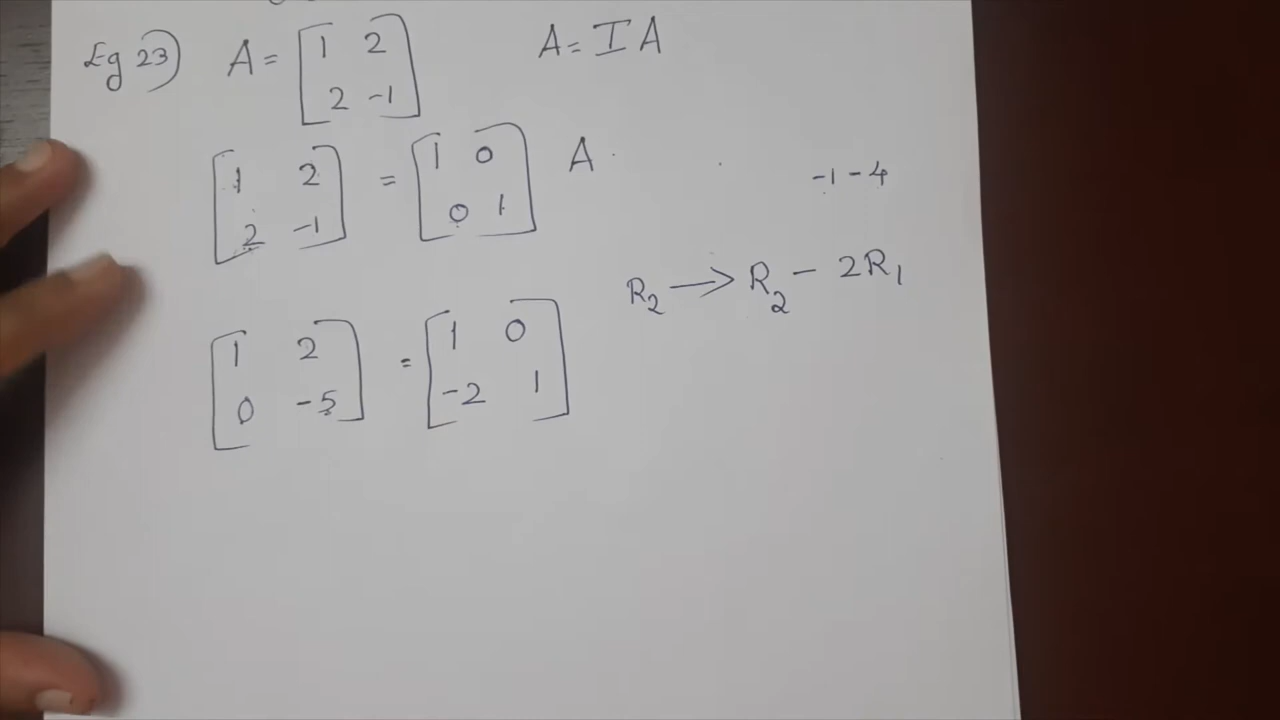 Eg 23) A = [1 2 A = IA
2 -1]
[1 2 = [1 0 A
2 -1] 0 1]
-1 - 4
R2 → R2 - 2R1
[1 2 = [1 0
0 -5] -2 1]